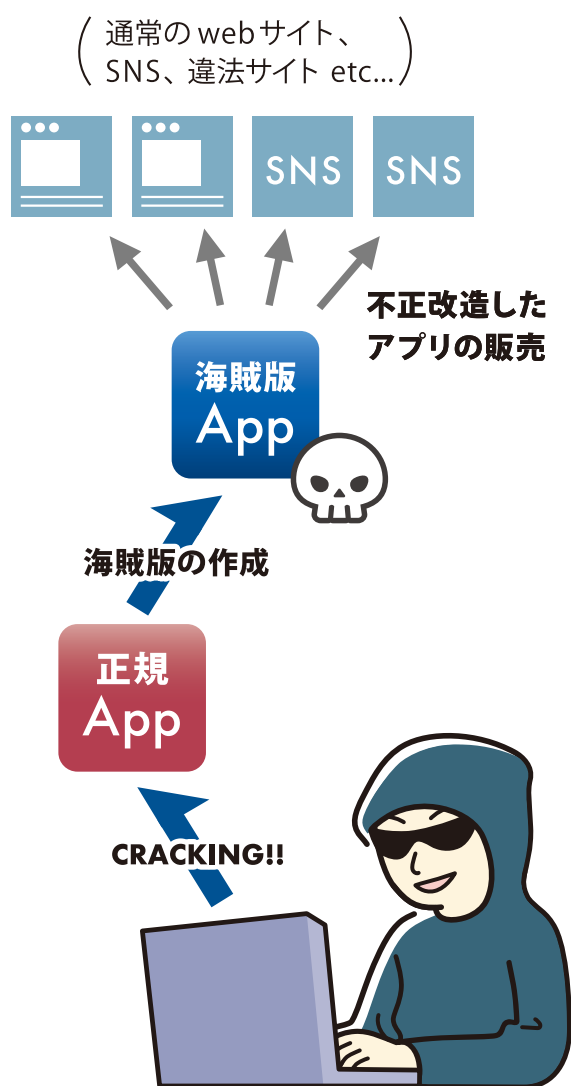 通常のwebサイト、
SNS、違法サイト etc...
SNS
SNS
不正改造した
アプリの販売
海賊版
App
海賊版の作成
正規
App
CRACKING!!